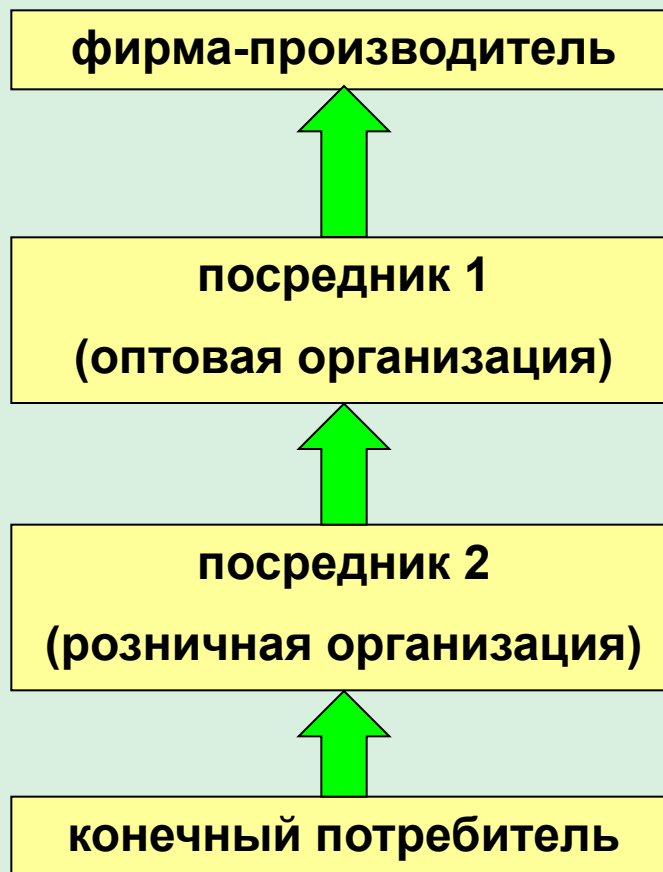 фирма-производитель
посредник 1
(оптовая организация)
посредник 2
(розничная организация)
конечный потребитель